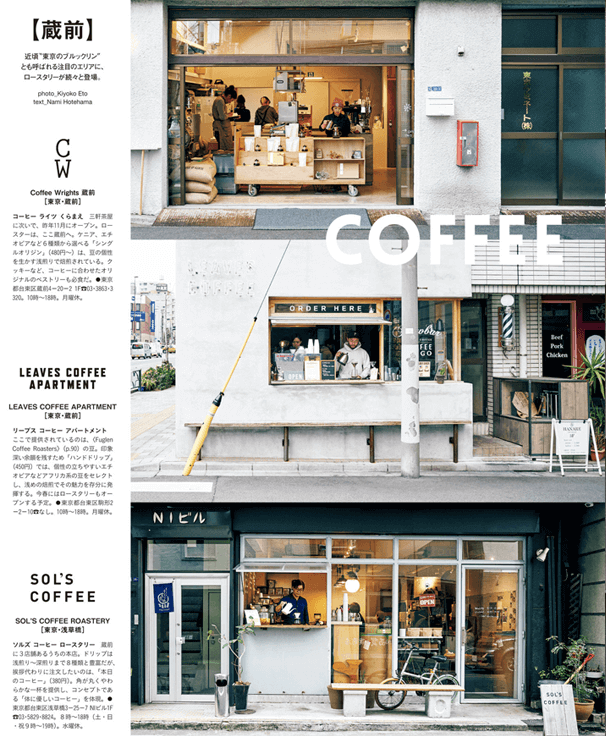 【蔵前】
近頃“東京のブルックリン”
とも呼ばれる注目のエリアに、
ロースタリーが続々と登場。
photo_Kiyoko Eto
text_Nami Hotehama
CW
Coffee Wrights 蔵前
［東京・蔵前］
コーヒー ライツ くらまえ　三軒茶屋
に次いで、昨年11月にオープン。ロー
スターは、ここ蔵前へ。ケニア、エチ
オピアなど6種類から選べる「シング
ルオリジン」（480円〜）は、豆の個性
を生かす浅煎りで焙煎されている。ク
ッキーなど、コーヒーに合わせたオリ
ジナルのペストリーも必食だ。●東京
都台東区蔵前4−20−2 1F☎03・3863・3
320。10時〜18時。月曜休。
LEAVES COFFEE
APARTMENT
LEAVES COFFEE APARTMENT
［東京・蔵前］
リーブス コーヒー アパートメント
ここで提供されているのは、〈Fuglen
Coffee Roasters〉（p.90）の豆。印象
深い余韻を残すため「ハンドドリップ」
（450円）では、個性の立ちやすいエチ
オピアなどアフリカ系の豆をセレクト
し、浅めの焙煎でその魅力を存分に発
揮する。今春にはロースタリーもオー
プンする予定。●東京都台東区駒形2
−2−10☎なし。10時〜18時。月曜休。
SOL'S
COFFEE
SOL'S COFFEE ROASTERY
［東京・浅草橋］
ソルズ コーヒー ロースタリー　蔵前
に3店舗あるうちの本店。ドリップは
浅煎り〜深煎りまで8種類と豊富だが、
挨拶代わりに注文したいのは、「本日
のコーヒー」（380円）。角が丸くやわ
らかな一杯を提供し、コンセプトであ
る「体に優しいコーヒー」を体現。●
東京都台東区浅草橋3−25−7 NIビル1F
☎03・5829・8824。8時〜18時（土・日
・祝9時〜19時）。水曜休。
COFFEE
ORDER HERE
OPEN
Beef
Pork
Chicken
NIビル
OPEN
SOL'S
COFFEE